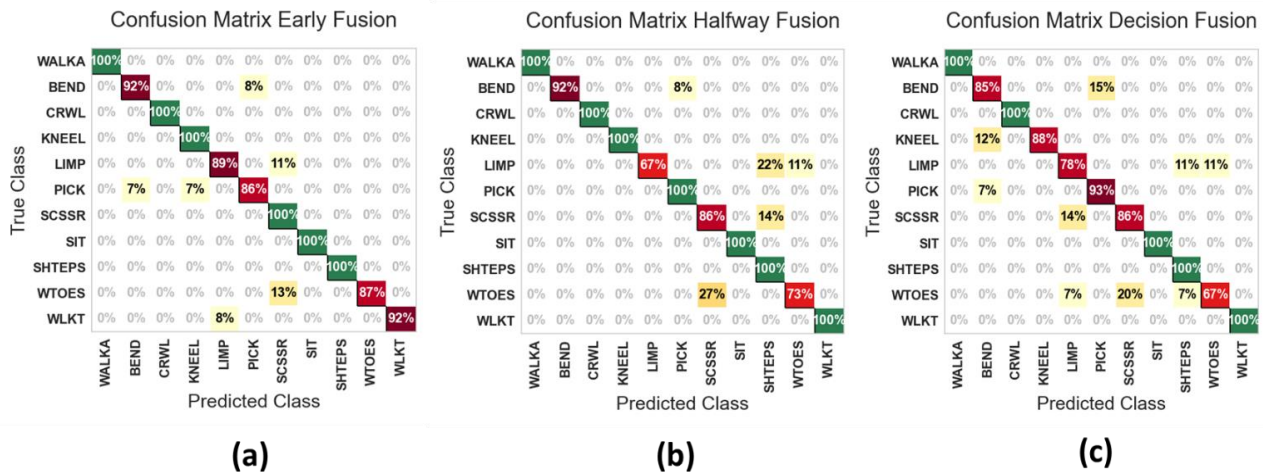 Confusion Matrix Early Fusion
True Class
WALKA 100% 0% 0% 0% 0% 0% 0% 0% 0% 0% 0%
BEND 0% 92% 0% 0% 0% 8% 0% 0% 0% 0% 0%
CRWL 0% 0% 100% 0% 0% 0% 0% 0% 0% 0% 0%
KNEEL 0% 0% 0% 100% 0% 0% 0% 0% 0% 0% 0%
LIMP 0% 0% 0% 0% 89% 0% 11% 0% 0% 0% 0%
PICK 0% 7% 0% 7% 0% 86% 0% 0% 0% 0% 0%
SCSSR 0% 0% 0% 0% 0% 0% 100% 0% 0% 0% 0%
SIT 0% 0% 0% 0% 0% 0% 0% 100% 0% 0% 0%
SHTEPS 0% 0% 0% 0% 0% 0% 0% 0% 100% 0% 0%
WTOES 0% 0% 0% 0% 0% 0% 13% 0% 0% 87% 0%
WLKT 0% 0% 0% 0% 8% 0% 0% 0% 0% 0% 92%
WALKA BEND CRWL KNEEL LIMP PICK SCSSR SIT SHTEPS WTOES WLKT
Predicted Class
(a)
Confusion Matrix Halfway Fusion
True Class
WALKA 100% 0% 0% 0% 0% 0% 0% 0% 0% 0% 0%
BEND 0% 92% 0% 0% 0% 8% 0% 0% 0% 0% 0%
CRWL 0% 0% 100% 0% 0% 0% 0% 0% 0% 0% 0%
KNEEL 0% 0% 0% 100% 0% 0% 0% 0% 0% 0% 0%
LIMP 0% 0% 0% 0% 67% 0% 0% 0% 22% 11% 0%
PICK 0% 0% 0% 0% 0% 100% 0% 0% 0% 0% 0%
SCSSR 0% 0% 0% 0% 0% 0% 86% 0% 14% 0% 0%
SIT 0% 0% 0% 0% 0% 0% 0% 100% 0% 0% 0%
SHTEPS 0% 0% 0% 0% 0% 0% 0% 0% 100% 0% 0%
WTOES 0% 0% 0% 0% 0% 0% 27% 0% 0% 73% 0%
WLKT 0% 0% 0% 0% 0% 0% 0% 0% 0% 0% 100%
WALKA BEND CRWL KNEEL LIMP PICK SCSSR SIT SHTEPS WTOES WLKT
Predicted Class
(b)
Confusion Matrix Decision Fusion
True Class
WALKA 100% 0% 0% 0% 0% 0% 0% 0% 0% 0% 0%
BEND 0% 85% 0% 0% 0% 15% 0% 0% 0% 0% 0%
CRWL 0% 0% 100% 0% 0% 0% 0% 0% 0% 0% 0%
KNEEL 0% 12% 0% 88% 0% 0% 0% 0% 0% 0% 0%
LIMP 0% 0% 0% 0% 78% 0% 0% 0% 11% 11% 0%
PICK 0% 7% 0% 0% 0% 93% 0% 0% 0% 0% 0%
SCSSR 0% 0% 0% 0% 14% 0% 86% 0% 0% 0% 0%
SIT 0% 0% 0% 0% 0% 0% 0% 100% 0% 0% 0%
SHTEPS 0% 0% 0% 0% 0% 0% 0% 0% 100% 0% 0%
WTOES 0% 0% 0% 0% 7% 0% 20% 0% 7% 67% 0%
WLKT 0% 0% 0% 0% 0% 0% 0% 0% 0% 0% 100%
WALKA BEND CRWL KNEEL LIMP PICK SCSSR SIT SHTEPS WTOES WLKT
Predicted Class
(c)